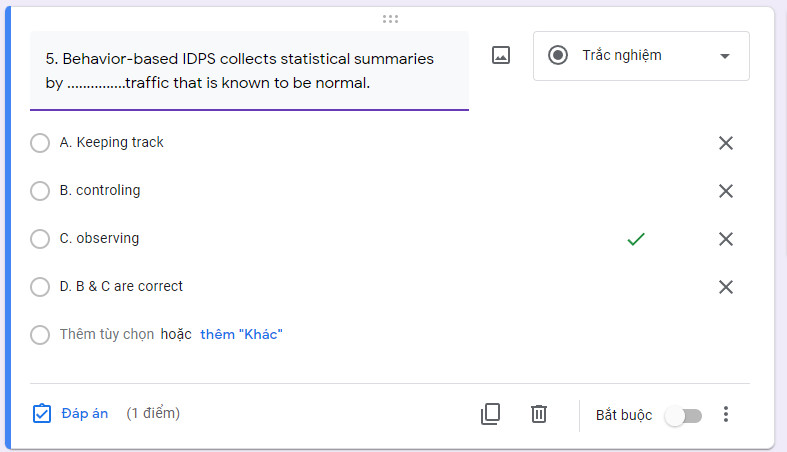 5. Behavior-based IDPS collects statistical summaries
by ...............traffic that is known to be normal.
Trắc nghiệm
A. Keeping track
B. controling
C. observing
D. B & C are correct
Thêm tùy chọn hoặc thêm "Khác"
Đáp án (1 điểm)
Bắt buộc